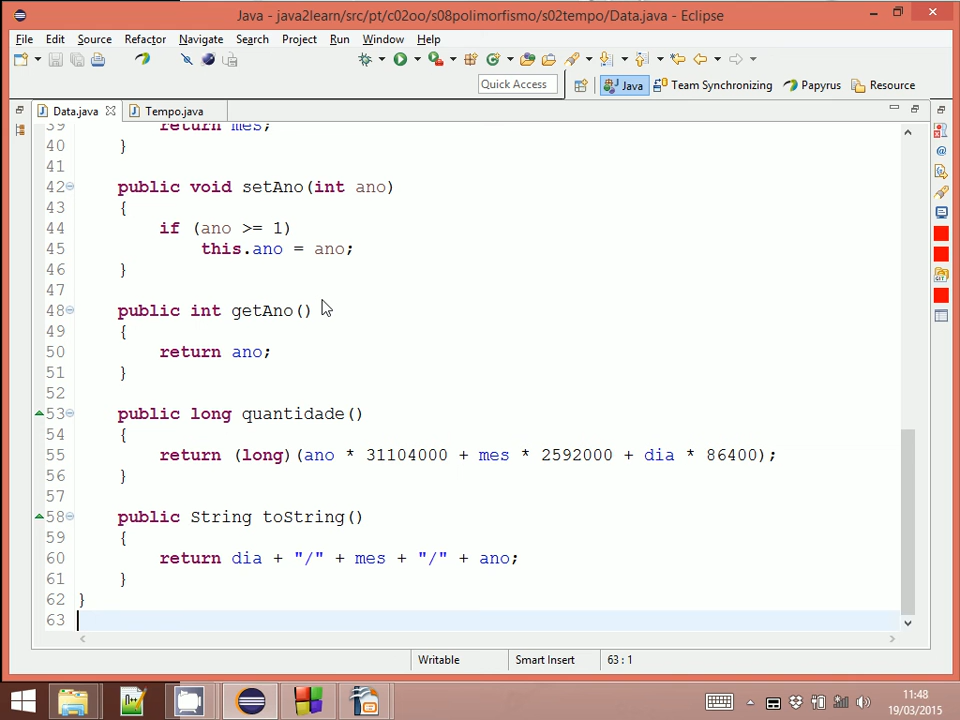 Java - java2learn/src/pt/c02oo/s08polimorfismo/s02tempo/Data.java - Eclipse
File Edit Source Refactor Navigate Search Project Run Window Help
Quick Access Java Team Synchronizing Papyrus Resource
Data.java Tempo.java
39 return mes;
40 }
41
42 public void setAno(int ano)
43 {
44 if (ano >= 1)
45 this.ano = ano;
46 }
47
48 public int getAno()
49 {
50 return ano;
51 }
52
53 public long quantidade()
54 {
55 return (long)(ano * 31104000 + mes * 2592000 + dia * 86400);
56 }
57
58 public String toString()
59 {
60 return dia + "/" + mes + "/" + ano;
61 }
62 }
63
Writable Smart Insert 63 : 1
11:48
19/03/2015